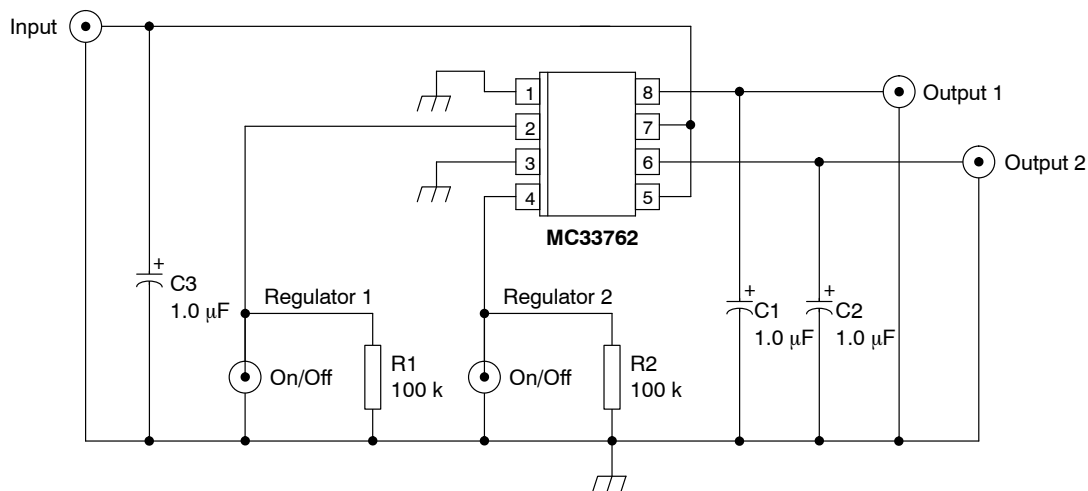 Input
Output 1
Output 2
1
2
3
4
8
7
6
5
MC33762
C3
1.0 μF
Regulator 1
On/Off
R1
100 k
Regulator 2
On/Off
R2
100 k
+
C1
1.0 μF
+
C2
1.0 μF
+